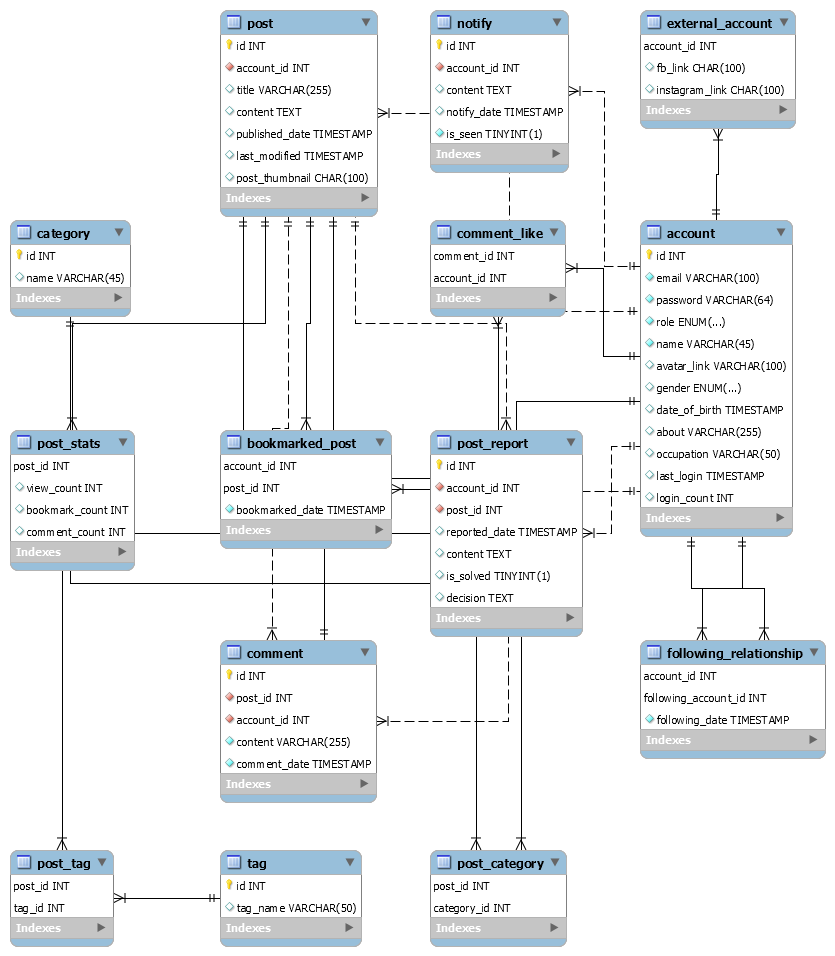 post
id INT
account_id INT
title VARCHAR(255)
content TEXT
published_date TIMESTAMP
last_modified TIMESTAMP
post_thumbnail CHAR(100)
Indexes
notify
id INT
account_id INT
content TEXT
notify_date TIMESTAMP
is_seen TINYINT(1)
Indexes
external_account
account_id INT
fb_link CHAR(100)
instagram_link CHAR(100)
Indexes
category
id INT
name VARCHAR(45)
Indexes
comment_like
comment_id INT
account_id INT
Indexes
account
id INT
email VARCHAR(100)
password VARCHAR(64)
role ENUM(...)
name VARCHAR(45)
avatar_link VARCHAR(100)
gender ENUM(...)
date_of_birth TIMESTAMP
about VARCHAR(255)
occupation VARCHAR(50)
last_login TIMESTAMP
login_count INT
Indexes
post_stats
post_id INT
view_count INT
bookmark_count INT
comment_count INT
Indexes
bookmarked_post
account_id INT
post_id INT
bookmarked_date TIMESTAMP
Indexes
post_report
id INT
account_id INT
post_id INT
reported_date TIMESTAMP
content TEXT
is_solved TINYINT(1)
decision TEXT
Indexes
comment
id INT
post_id INT
account_id INT
content VARCHAR(255)
comment_date TIMESTAMP
Indexes
following_relationship
account_id INT
following_account_id INT
following_date TIMESTAMP
Indexes
post_tag
post_id INT
tag_id INT
Indexes
tag
id INT
tag_name VARCHAR(50)
Indexes
post_category
post_id INT
category_id INT
Indexes